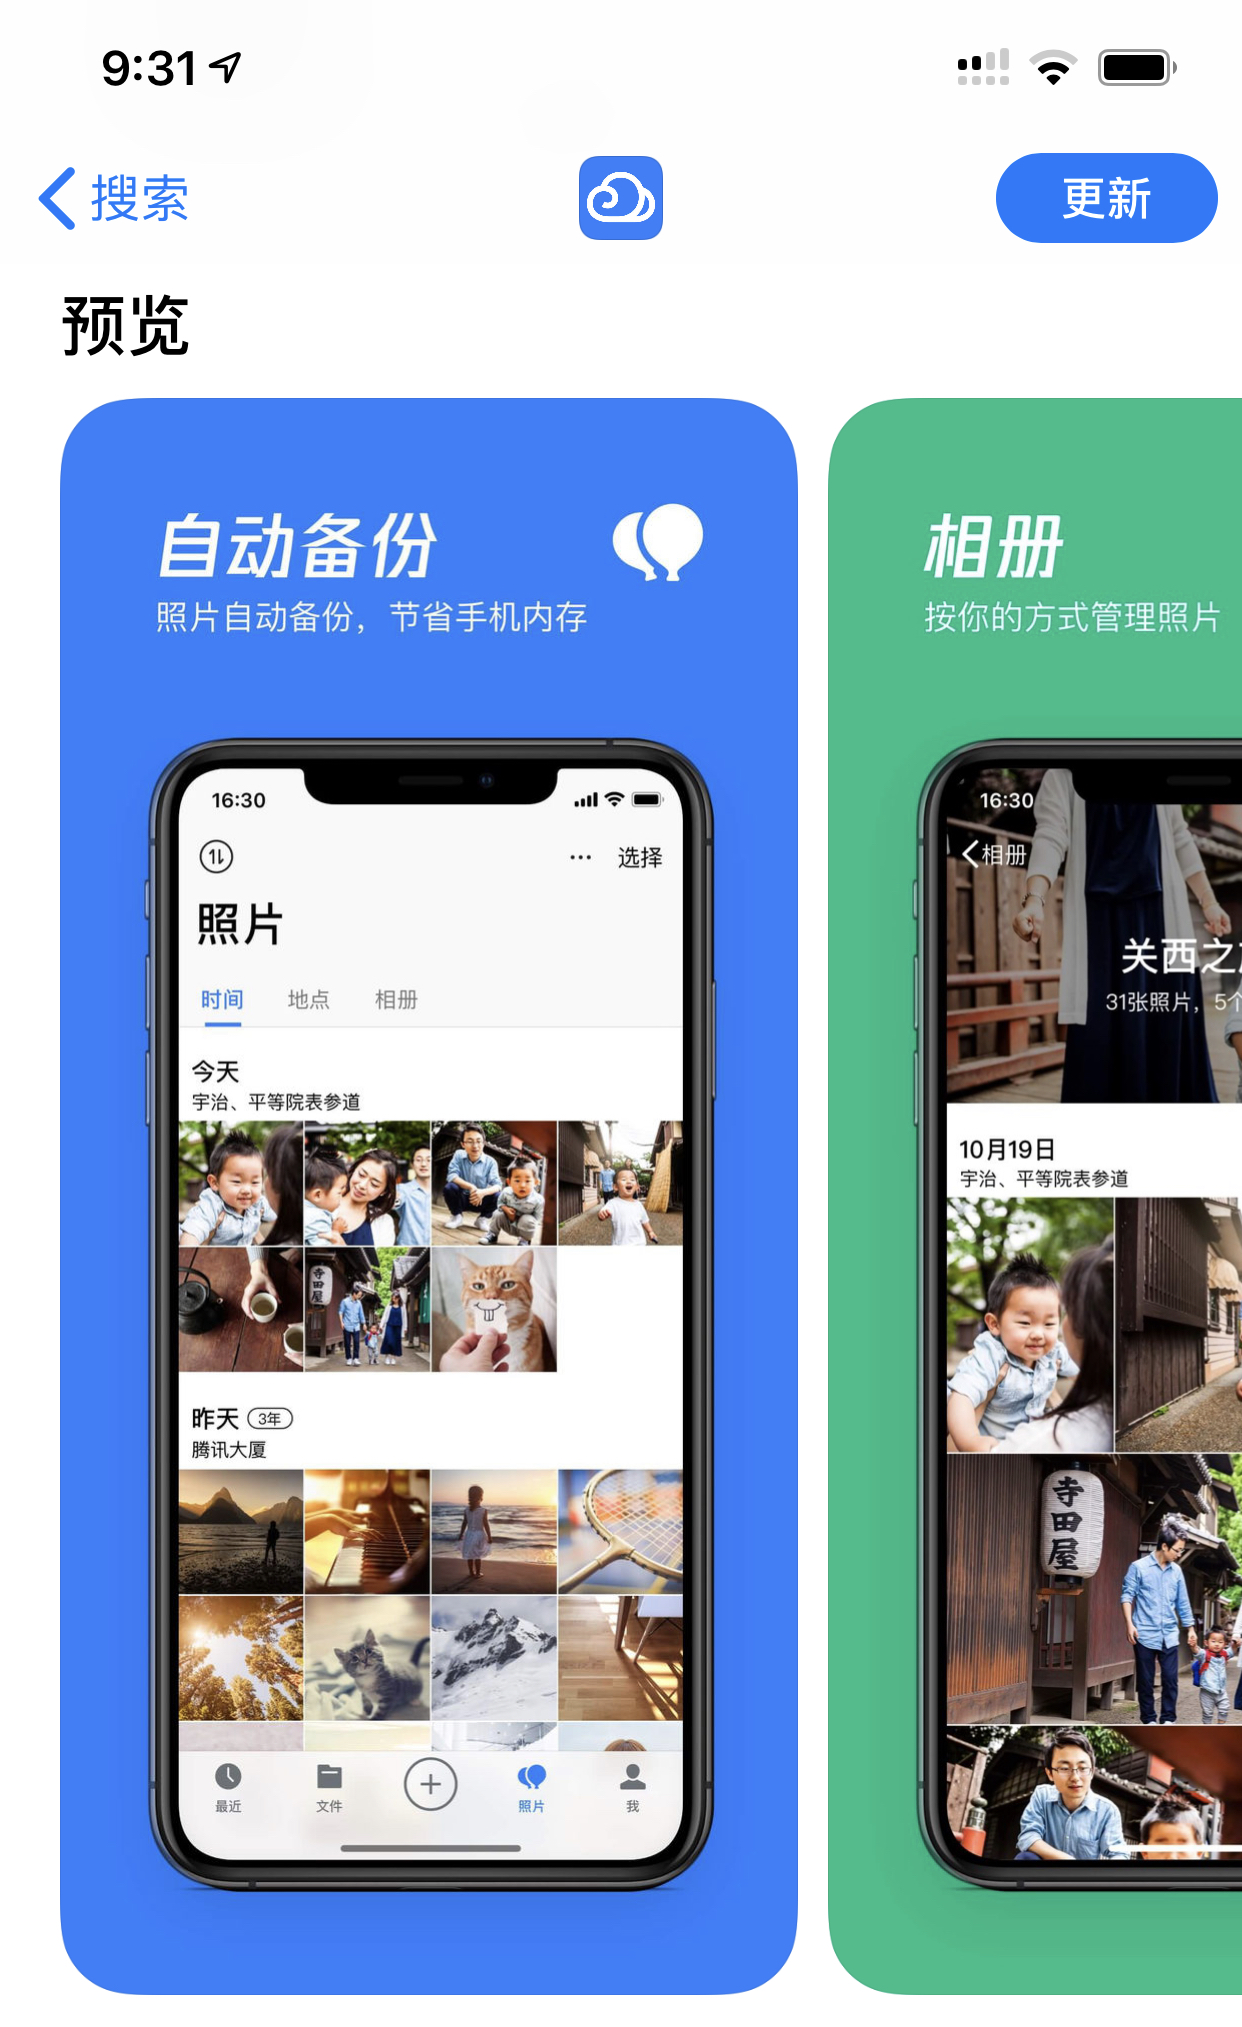 9:31
搜索
更新
预览
自动备份
照片自动备份，节省手机内存
16:30
··· 选择
照片
时间 地点 相册
今天
宇治、平等院表参道
寺田屋
昨天 3年
腾讯大厦
最近 文件 照片 我
相册
按你的方式管理照片
16:30
相册
关西之
31张照片，5个
10月19日
宇治、平等院表参道
寺田屋